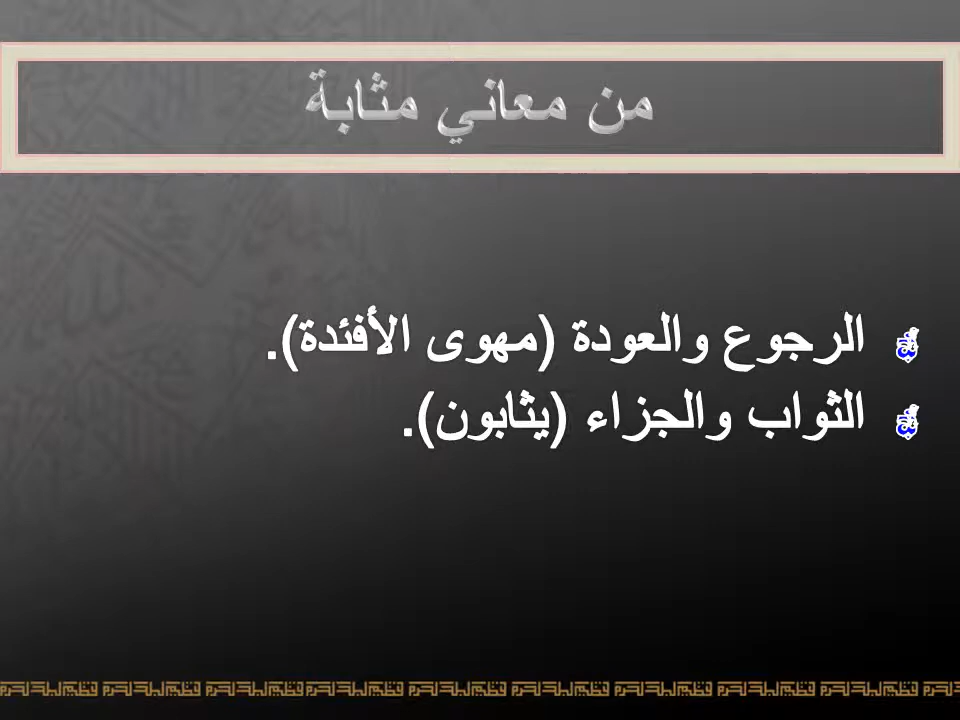 من معاني مثابة
الرجوع والعودة (مهوى الأفئدة).
الثواب والجزاء (يثابون).